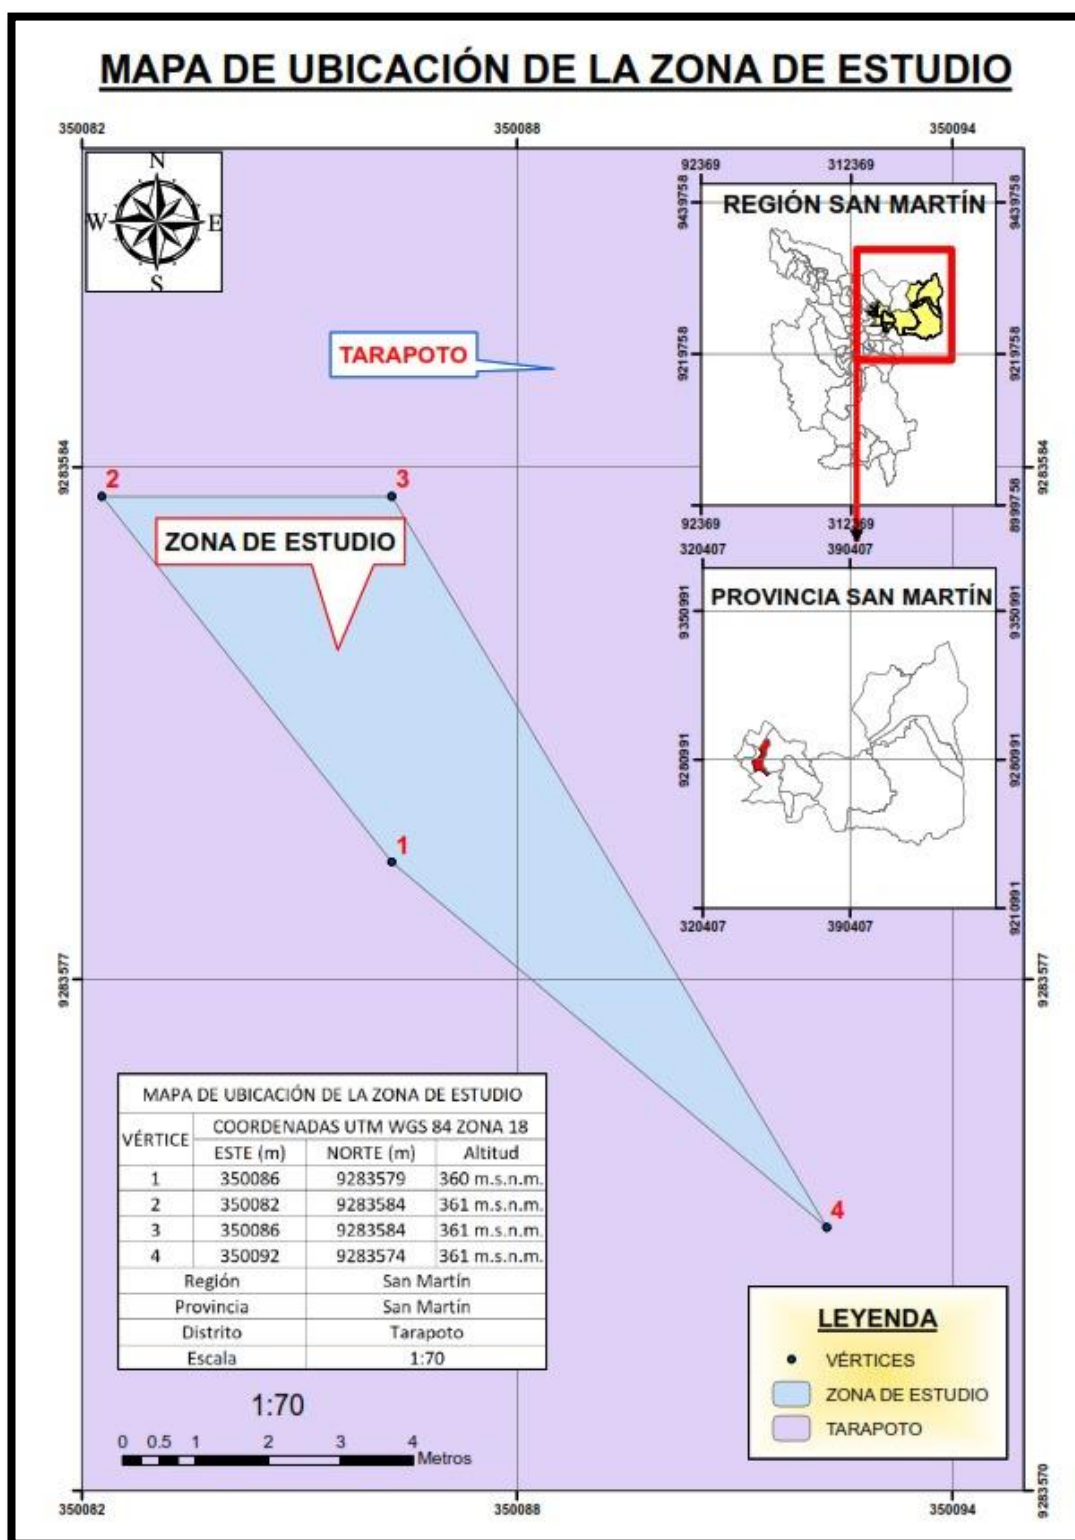 MAPA DE UBICACIÓN DE LA ZONA DE ESTUDIO
350082 350088 350094
N
W E
S
92369 312369
9439758 9439758
REGIÓN SAN MARTÍN
9219758 9219758
8999758
92369 312369
TARAPOTO
9283584 9283584
2 3
ZONA DE ESTUDIO
320407 390407
PROVINCIA SAN MARTÍN
9350991 9350991
9280991 9280991
9210991
320407 390407
1
9283577 9283577
4
MAPA DE UBICACIÓN DE LA ZONA DE ESTUDIO
VÉRTICE COORDENADAS UTM WGS 84 ZONA 18
ESTE (m) NORTE (m) Altitud
1 350086 9283579 360 m.s.n.m.
2 350082 9283584 361 m.s.n.m.
3 350086 9283584 361 m.s.n.m.
4 350092 9283574 361 m.s.n.m.
Región San Martín
Provincia San Martín
Distrito Tarapoto
Escala 1:70
1:70
0 0.5 1 2 3 4
Metros
LEYENDA
VÉRTICES
ZONA DE ESTUDIO
TARAPOTO
9283570
350082 350088 350094